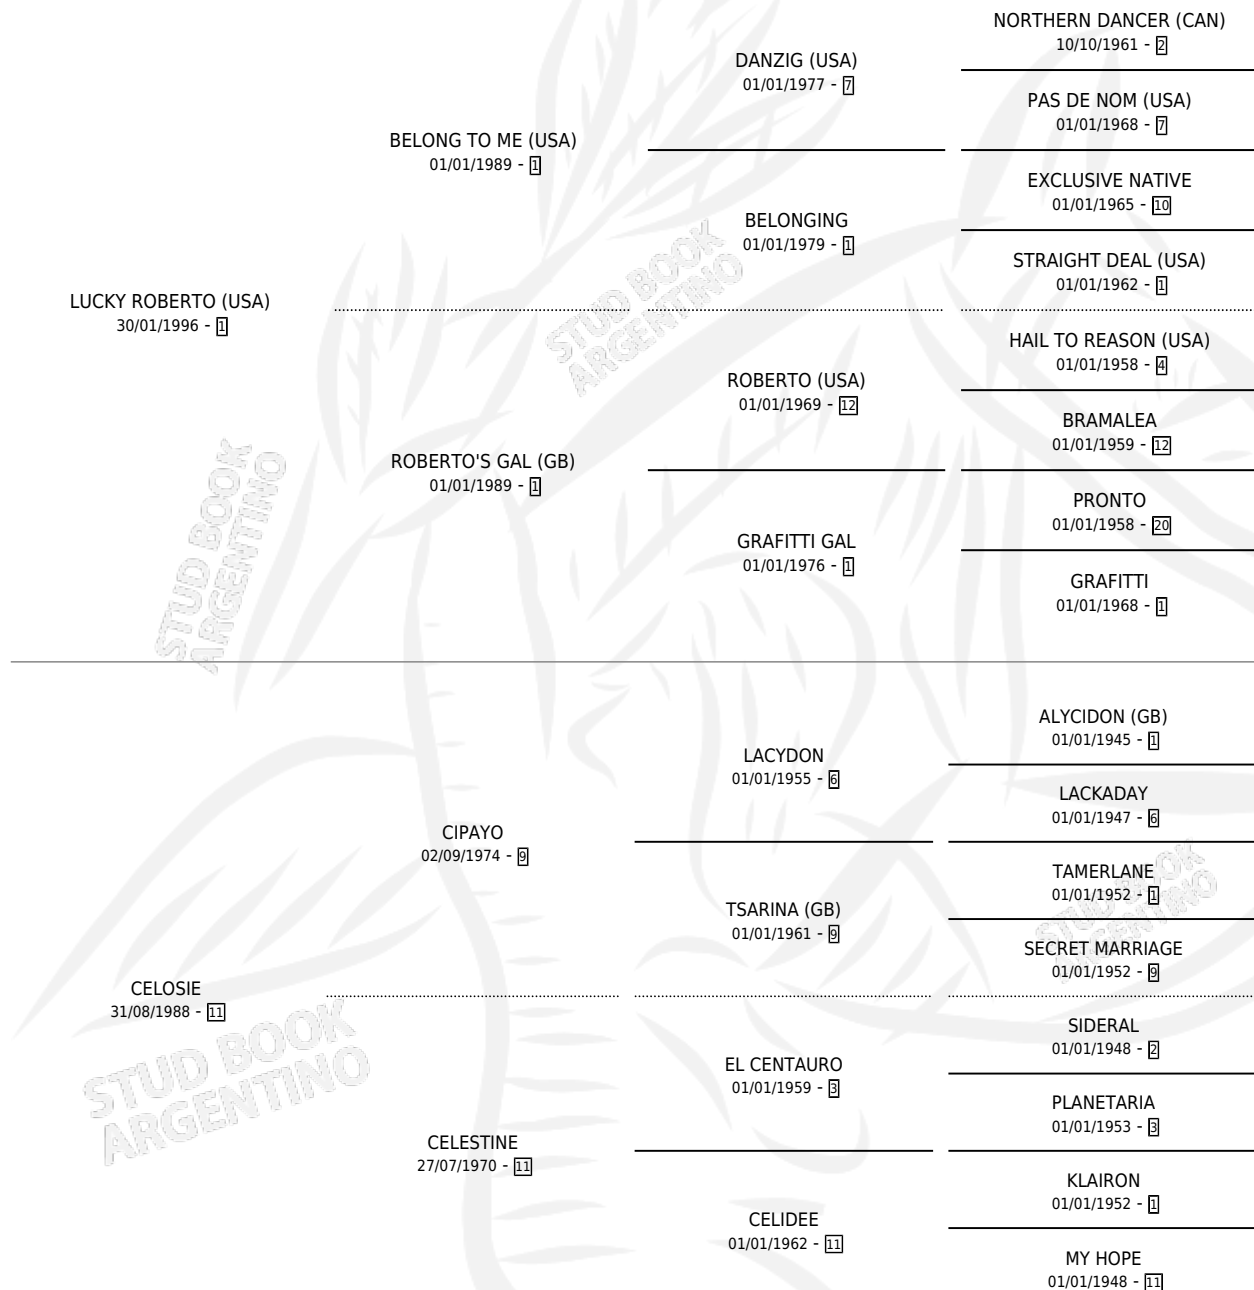 NORTHERN DANCER (CAN)
10/10/1961 - 2
DANZIG (USA)
01/01/1977 - 7
PAS DE NOM (USA)
01/01/1968 - 7
BELONG TO ME (USA)
01/01/1989 - 1
EXCLUSIVE NATIVE
01/01/1965 - 10
BELONGING
01/01/1979 - 1
STRAIGHT DEAL (USA)
01/01/1962 - 1
LUCKY ROBERTO (USA)
30/01/1996 - 1
HAIL TO REASON (USA)
01/01/1958 - 4
ROBERTO (USA)
01/01/1969 - 12
BRAMALEA
01/01/1959 - 12
ROBERTO'S GAL (GB)
01/01/1989 - 1
PRONTO
01/01/1958 - 20
GRAFITTI GAL
01/01/1976 - 1
GRAFITTI
01/01/1968 - 1
STUD BOOK
ARGENTINO
STUD BOOK
ARGENTINO
ALYCIDON (GB)
01/01/1945 - 1
LACYDON
01/01/1955 - 6
LACKADAY
01/01/1947 - 6
CIPAYO
02/09/1974 - 9
TAMERLANE
01/01/1952 - 1
TSARINA (GB)
01/01/1961 - 9
SECRET MARRIAGE
01/01/1952 - 9
CELOSIE
31/08/1988 - 11
SIDERAL
01/01/1948 - 2
EL CENTAURO
01/01/1959 - 3
PLANETARIA
01/01/1953 - 3
CELESTINE
27/07/1970 - 11
KLAIRON
01/01/1952 - 1
CELIDEE
01/01/1962 - 11
MY HOPE
01/01/1948 - 11
STUD BOOK
ARGENTINO
STUD BOOK
ARGENTINO